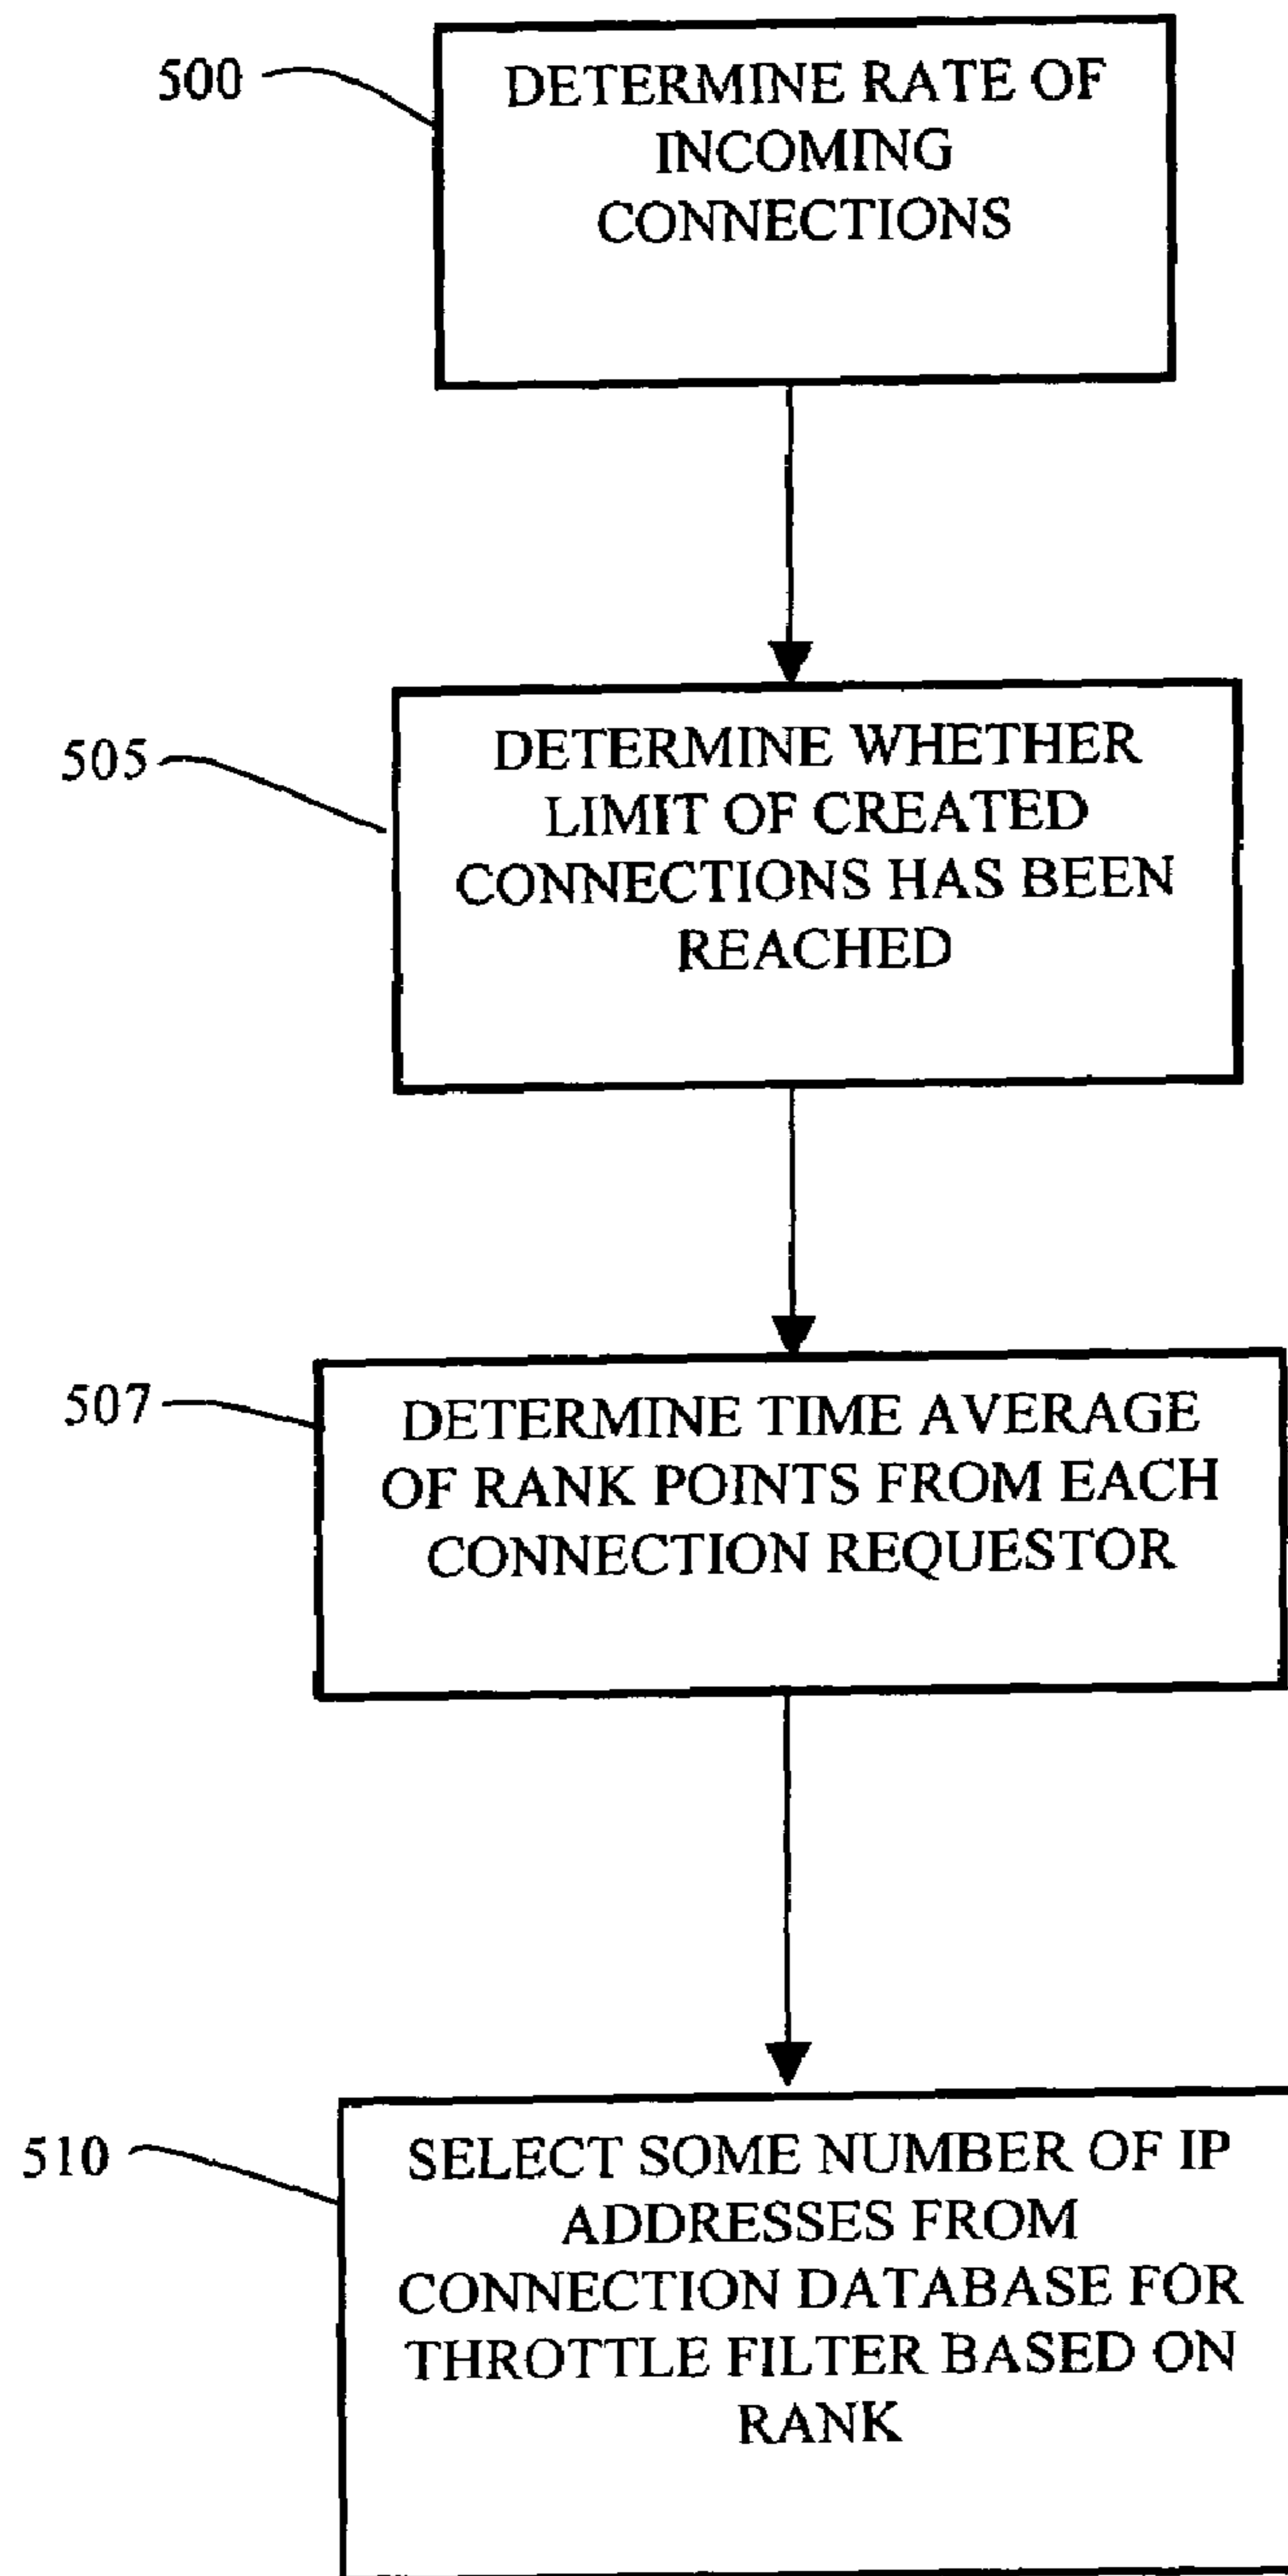 500
DETERMINE RATE OF
INCOMING
CONNECTIONS
505
DETERMINE WHETHER
LIMIT OF CREATED
CONNECTIONS HAS BEEN
REACHED
507
DETERMINE TIME AVERAGE
OF RANK POINTS FROM EACH
CONNECTION REQUESTOR
510
SELECT SOME NUMBER OF IP
ADDRESSES FROM
CONNECTION DATABASE FOR
THROTTLE FILTER BASED ON
RANK